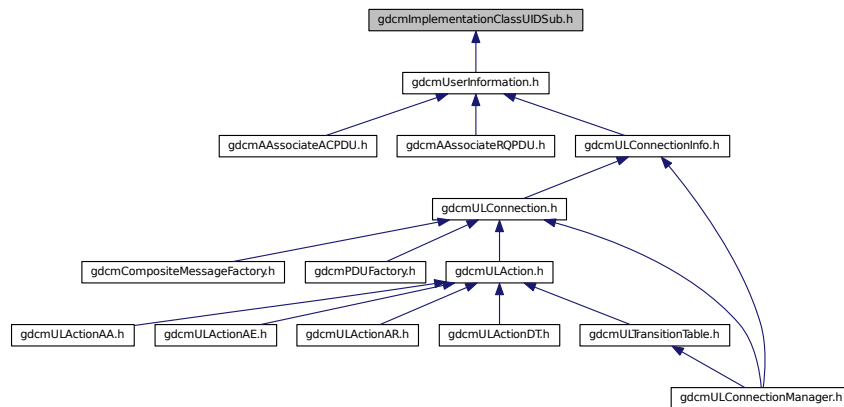 gdcmImplementationClassUIDSub.h
gdcmUserInformation.h
gdcmAAssociateACPDU.h
gdcmAAssociateRQPDU.h
gdcmULConnectionInfo.h
gdcmULConnection.h
gdcmCompositeMessageFactory.h
gdcmPDUFactory.h
gdcmULAction.h
gdcmULActionAA.h
gdcmULActionAE.h
gdcmULActionAR.h
gdcmULActionDT.h
gdcmULTransitionTable.h
gdcmULConnectionManager.h